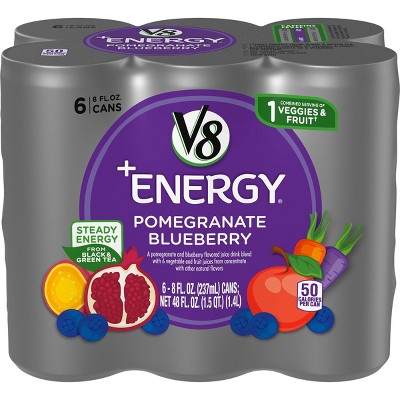 50
CAFFEINE
6 8 FL. OZ.
CANS
V8
+ENERGY®
POMEGRANATE
BLUEBERRY
1 COMBINED SERVING OF
VEGGIES &
FRUIT†
STEADY
ENERGY
FROM
BLACK &
GREEN TEA
A pomegranate and blueberry flavored juice drink blend
with 6 vegetable and fruit juices from concentrate
with other natural flavors
6 - 8 FL OZ. (237mL) CANS;
NET 48 FL OZ. (1.5 QT.) (1.4L)
50
CALORIES
PER CAN